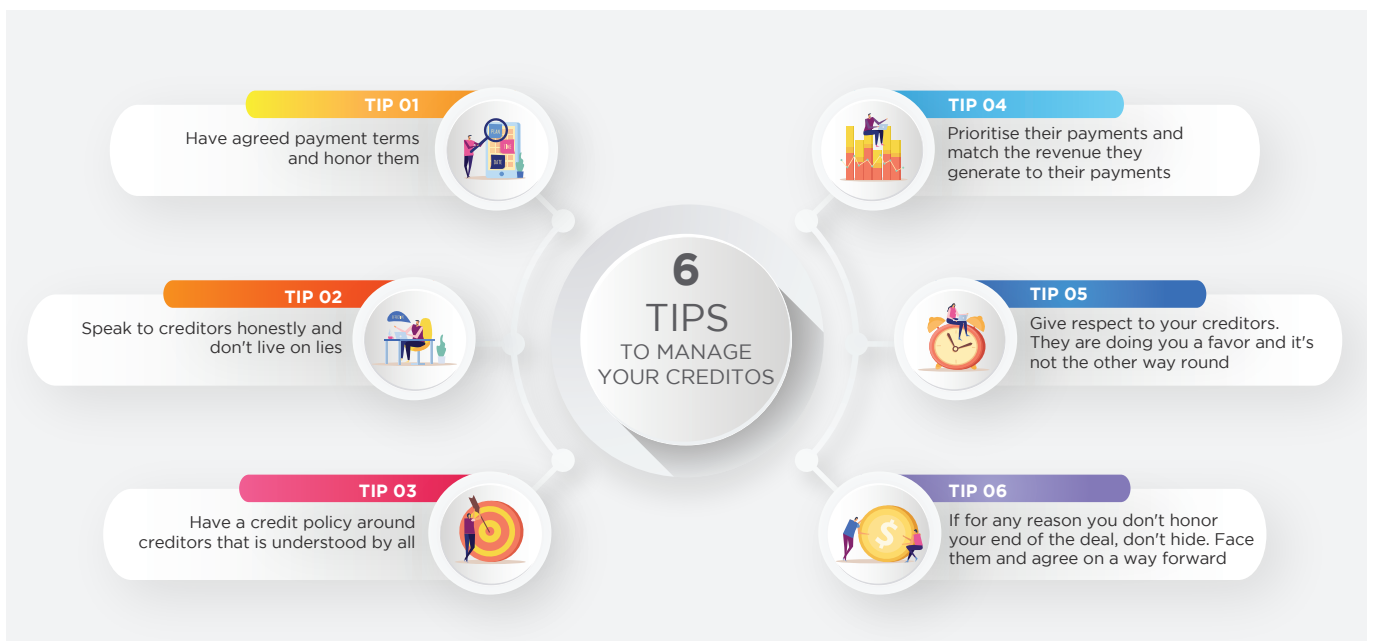 6
TIPS
TO MANAGE
YOUR CREDITOS
TIP 01
Have agreed payment terms
and honor them
TIP 02
Speak to creditors honestly and
don't live on lies
TIP 03
Have a credit policy around
creditors that is understood by all
TIP 04
Prioritise their payments and
match the revenue they
generate to their payments
TIP 05
Give respect to your creditors.
They are doing you a favor and it's
not the other way round
TIP 06
If for any reason you don't honor
your end of the deal, don't hide. Face
them and agree on a way forward